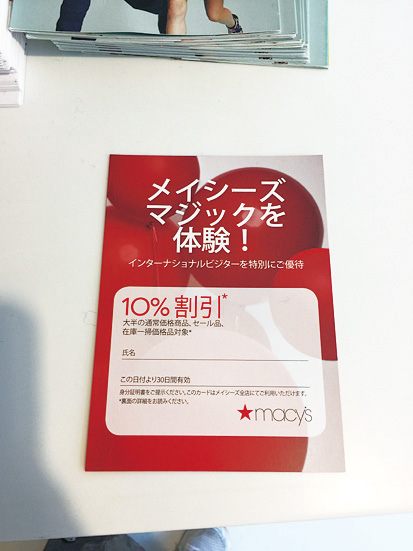 メイシーズ
マジックを
体験！
インターナショナルビジターを特別にご優待
10%割引*
大半の通常価格商品、セール品、
在庫一掃価格品対象*
氏名
この日付より30日間有効
身分証明書をご提示ください。このカードはメイシーズ全店にてご利用いただけます。
*裏面の詳細をお読みください。
★macy's